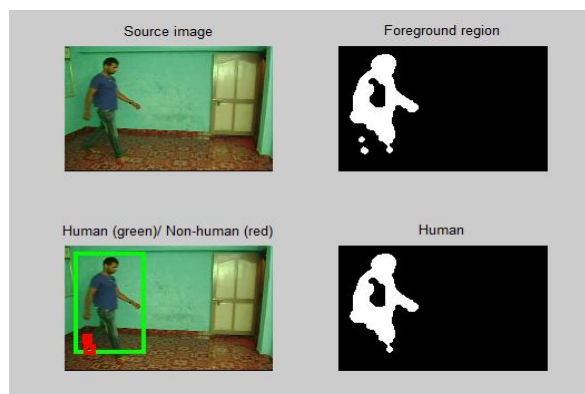 Source image
Foreground region
Human (green)/ Non-human (red)
Human